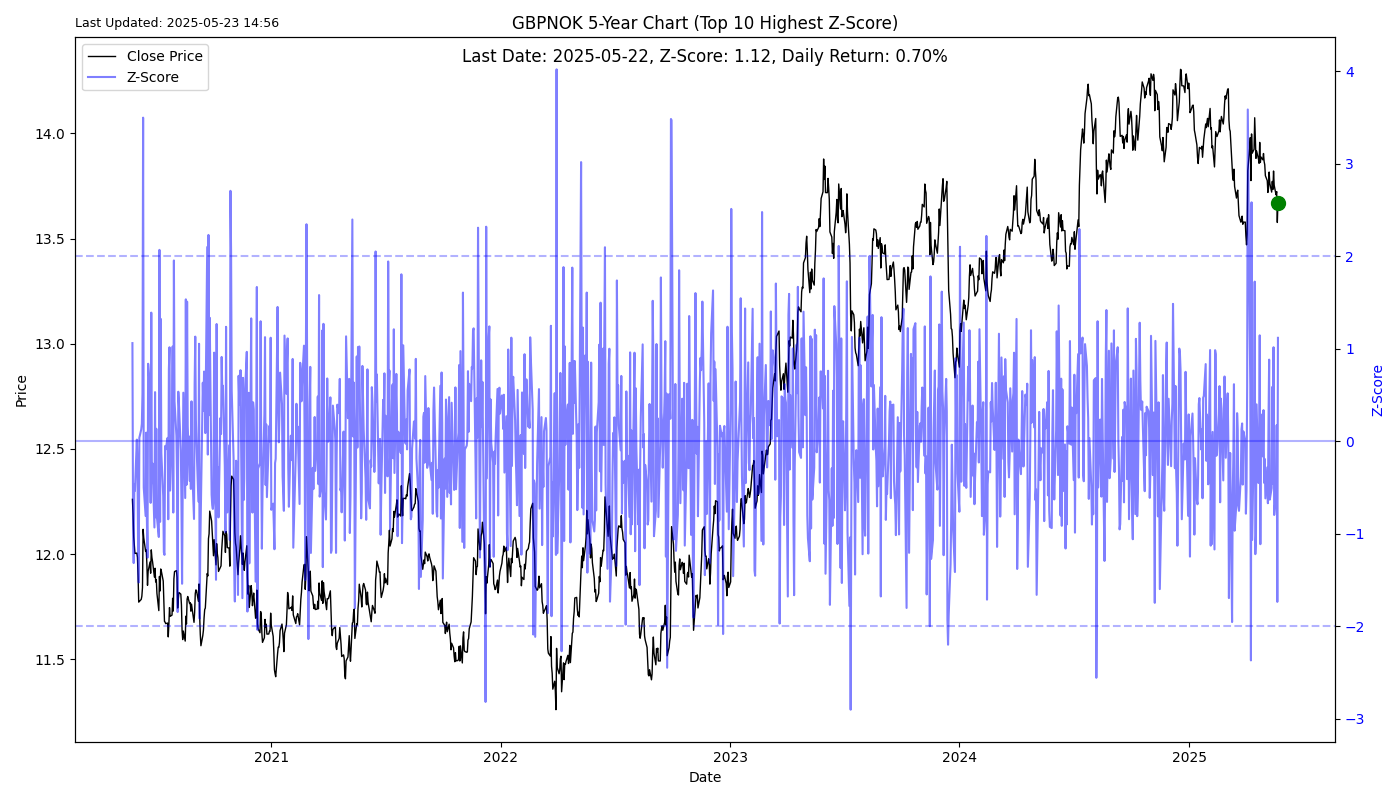 Last Updated: 2025-05-23 14:56
GBPNOK 5-Year Chart (Top 10 Highest Z-Score)
Last Date: 2025-05-22, Z-Score: 1.12, Daily Return: 0.70%
Close Price
Z-Score
Price
14.0
13.5
13.0
12.5
12.0
11.5
4
3
2
1
0
−1
−2
−3
Z-Score
2021
2022
2023
2024
2025
Date